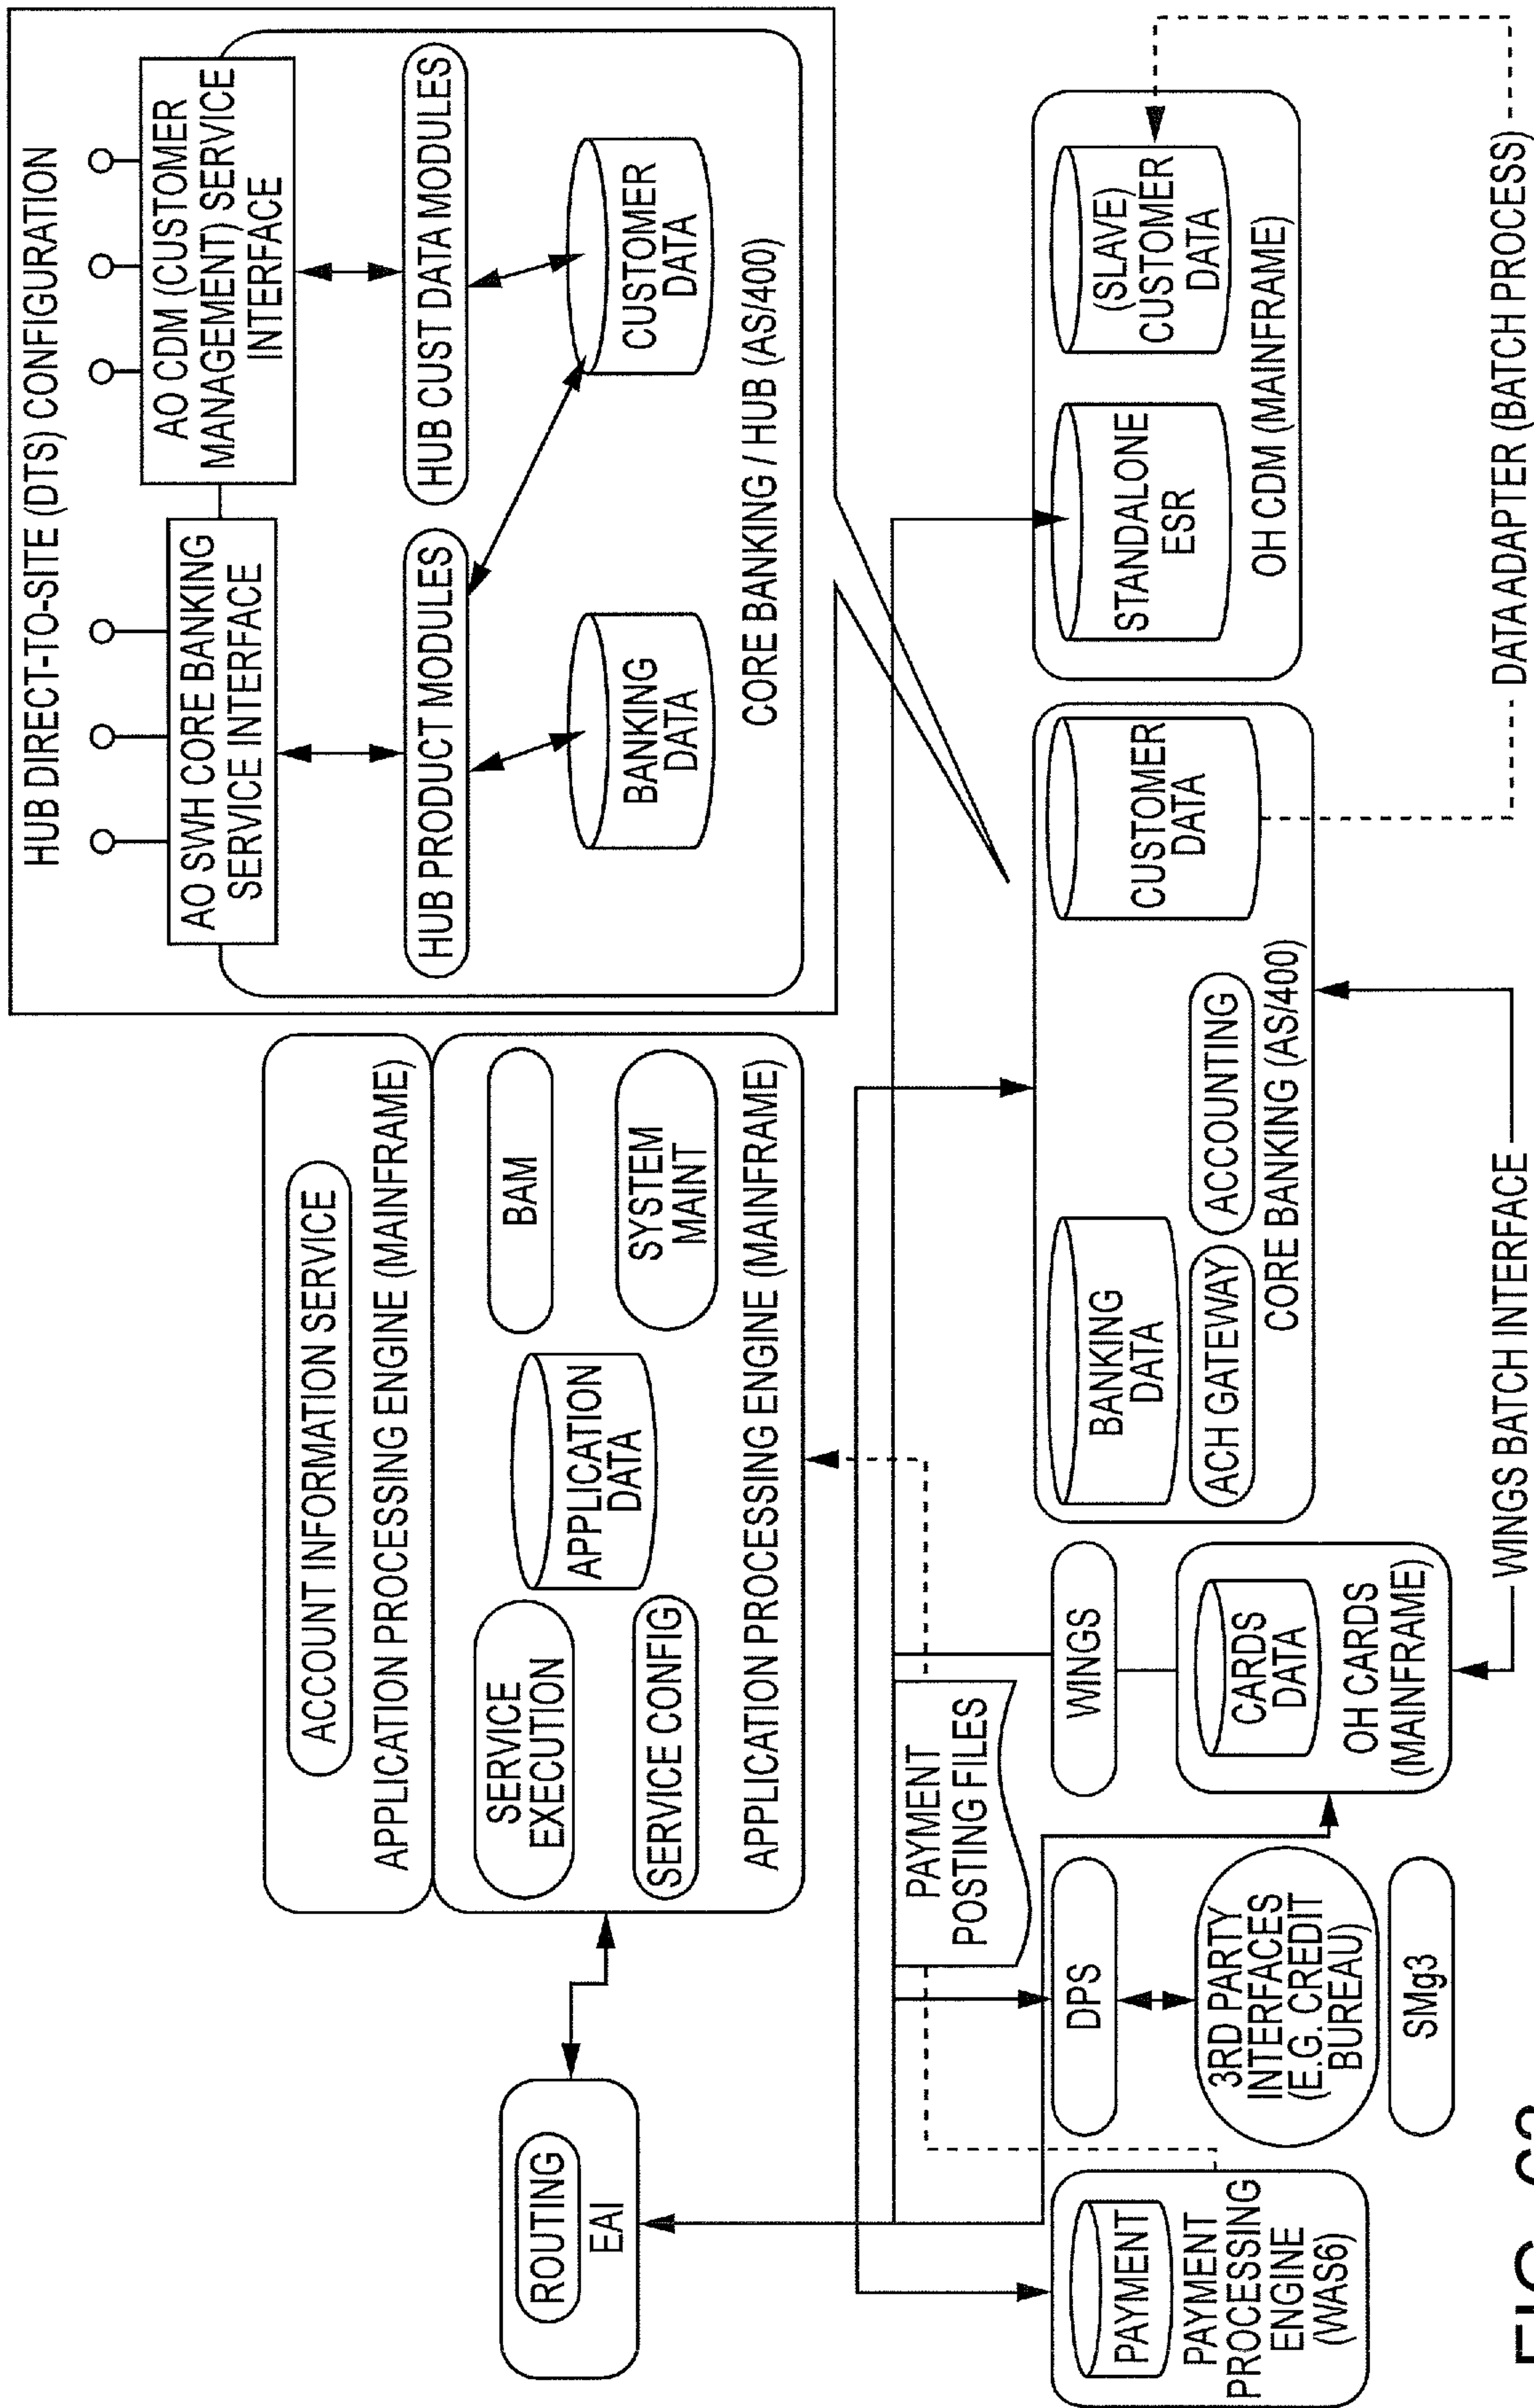 HUB DIRECT-TO-SITE (DTS) CONFIGURATION
AO SWH CORE BANKING
SERVICE INTERFACE
AO CDM (CUSTOMER
MANAGEMENT) SERVICE
INTERFACE
HUB PRODUCT MODULES
HUB CUST DATA MODULES
BANKING
DATA
CUSTOMER
DATA
CORE BANKING / HUB (AS/400)
ACCOUNT INFORMATION SERVICE
APPLICATION PROCESSING ENGINE (MAINFRAME)
SERVICE
EXECUTION
SERVICE CONFIG
APPLICATION
DATA
BAM
SYSTEM
MAINT
APPLICATION PROCESSING ENGINE (MAINFRAME)
ROUTING
EAI
PAYMENT
POSTING FILES
PAYMENT
PAYMENT
PROCESSING
ENGINE
(WAS6)
DPS
3RD PARTY
INTERFACES
(E.G. CREDIT
BUREAU)
SMg3
WINGS
CARDS
DATA
OH CARDS
(MAINFRAME)
BANKING
DATA
ACH GATEWAY
ACCOUNTING
CUSTOMER
DATA
CORE BANKING (AS/400)
STANDALONE
ESR
(SLAVE)
CUSTOMER
DATA
OH CDM (MAINFRAME)
WINGS BATCH INTERFACE
DATA ADAPTER (BATCH PROCESS)